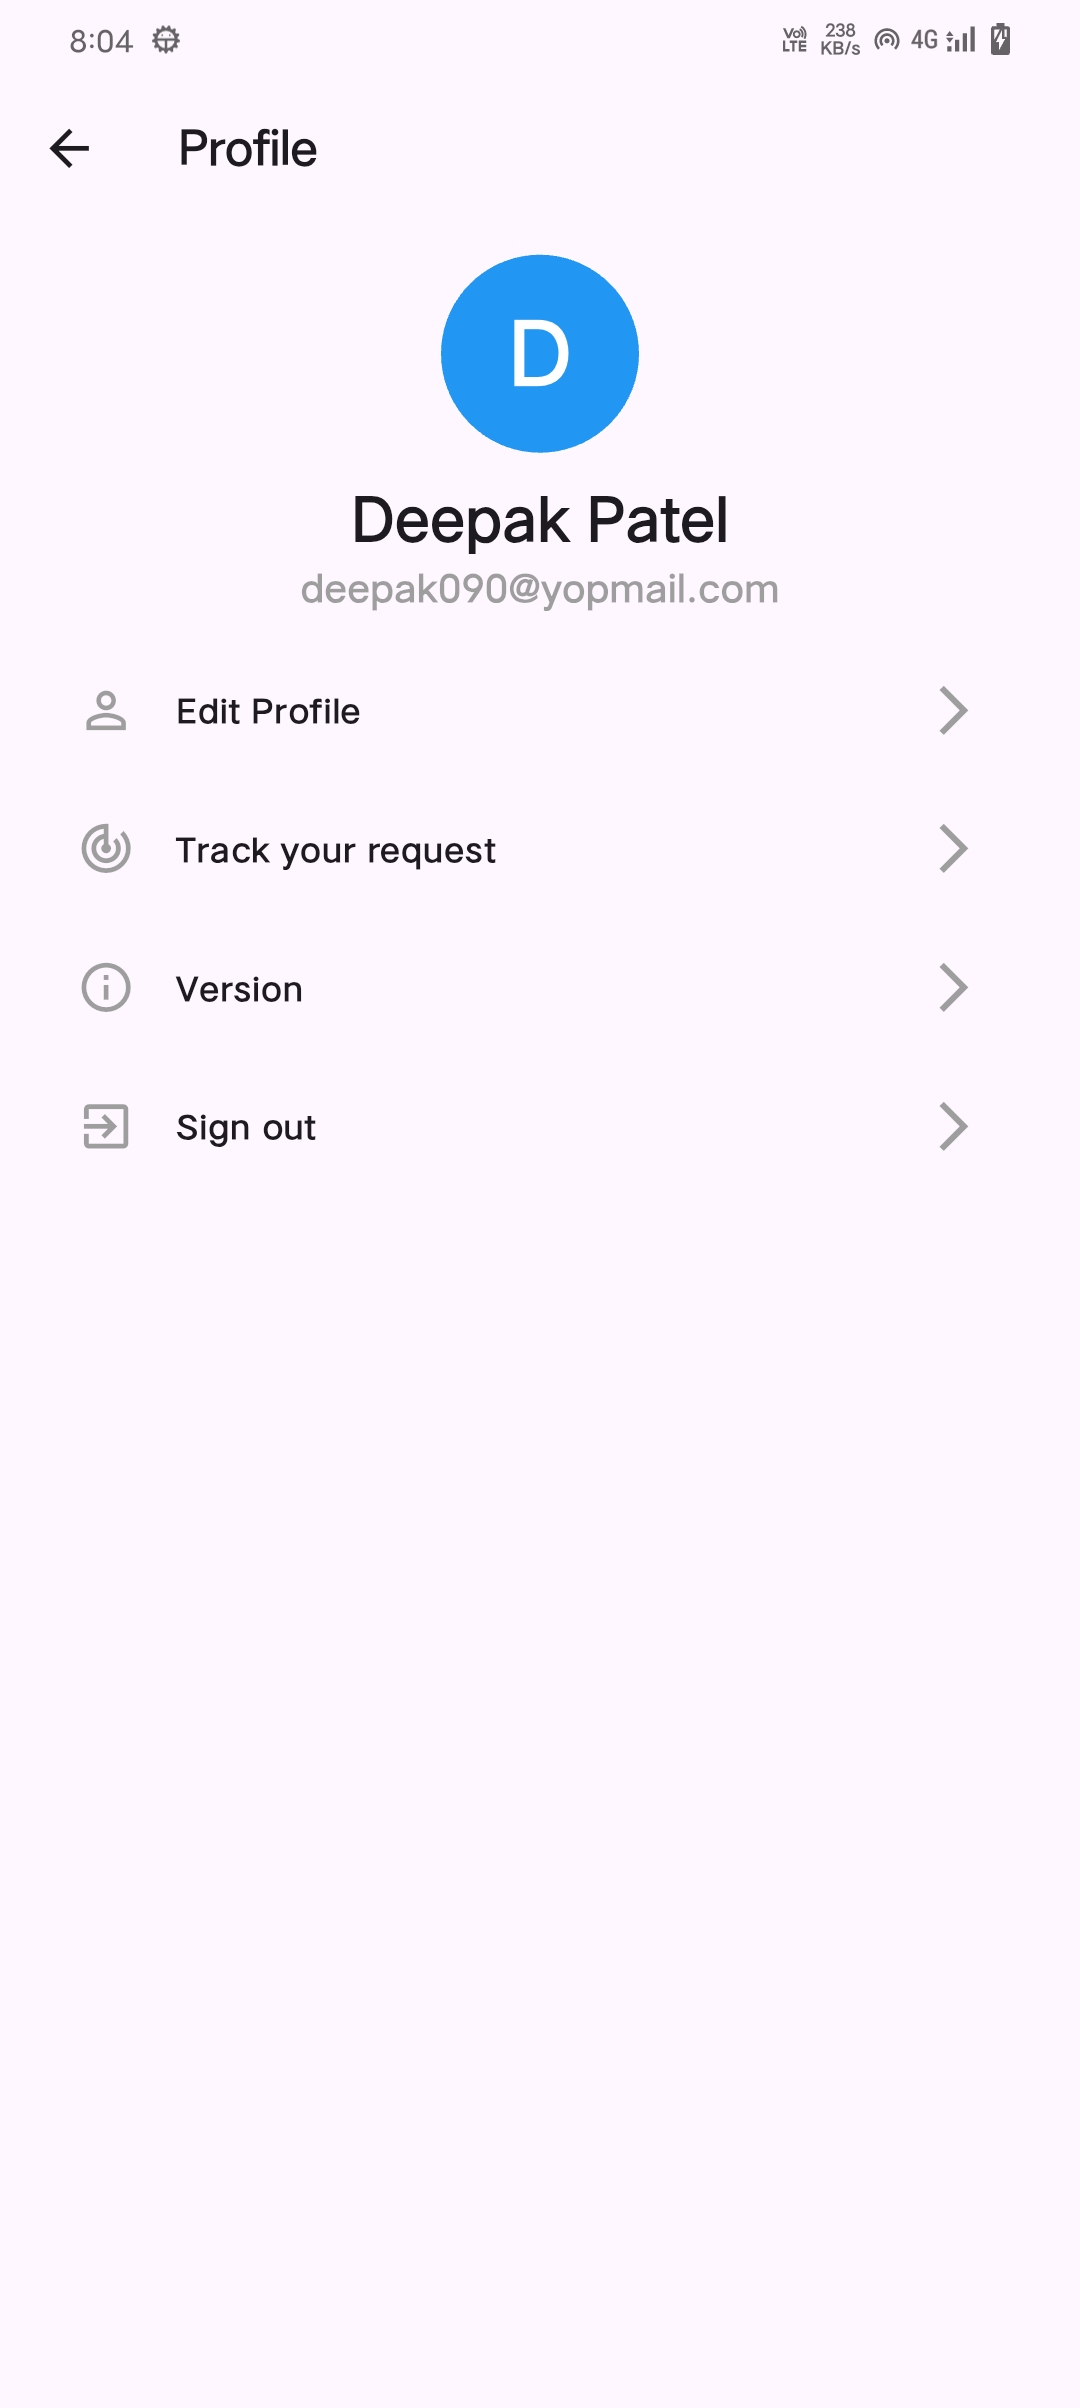 8:04
Vo) LTE 238 KB/s 4G
Profile
D
Deepak Patel
deepak090@yopmail.com
Edit Profile
Track your request
Version
Sign out